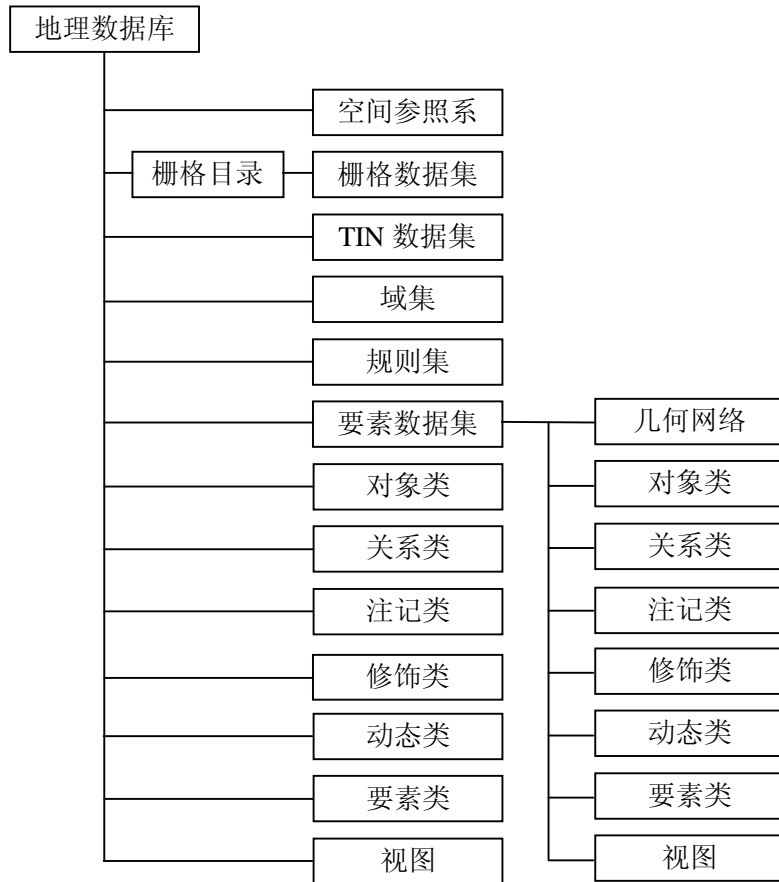 地理数据库
空间参照系
栅格目录
栅格数据集
TIN 数据集
域集
规则集
要素数据集
几何网络
对象类
对象类
关系类
关系类
注记类
注记类
修饰类
修饰类
动态类
动态类
要素类
要素类
视图
视图